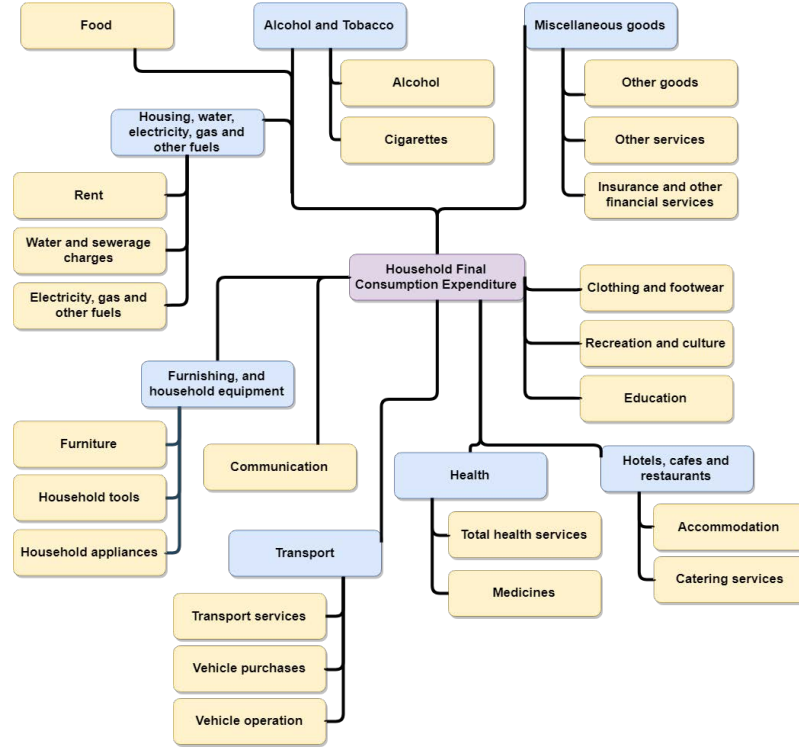 Food
Alcohol and Tobacco
Miscellaneous goods
Alcohol
Cigarettes
Other goods
Other services
Insurance and other
financial services
Housing, water,
electricity, gas and
other fuels
Rent
Water and sewerage
charges
Electricity, gas and
other fuels
Household Final
Consumption Expenditure
Clothing and footwear
Recreation and culture
Education
Furnishing, and
household equipment
Furniture
Household tools
Household appliances
Communication
Health
Total health services
Medicines
Hotels, cafes and
restaurants
Accommodation
Catering services
Transport
Transport services
Vehicle purchases
Vehicle operation